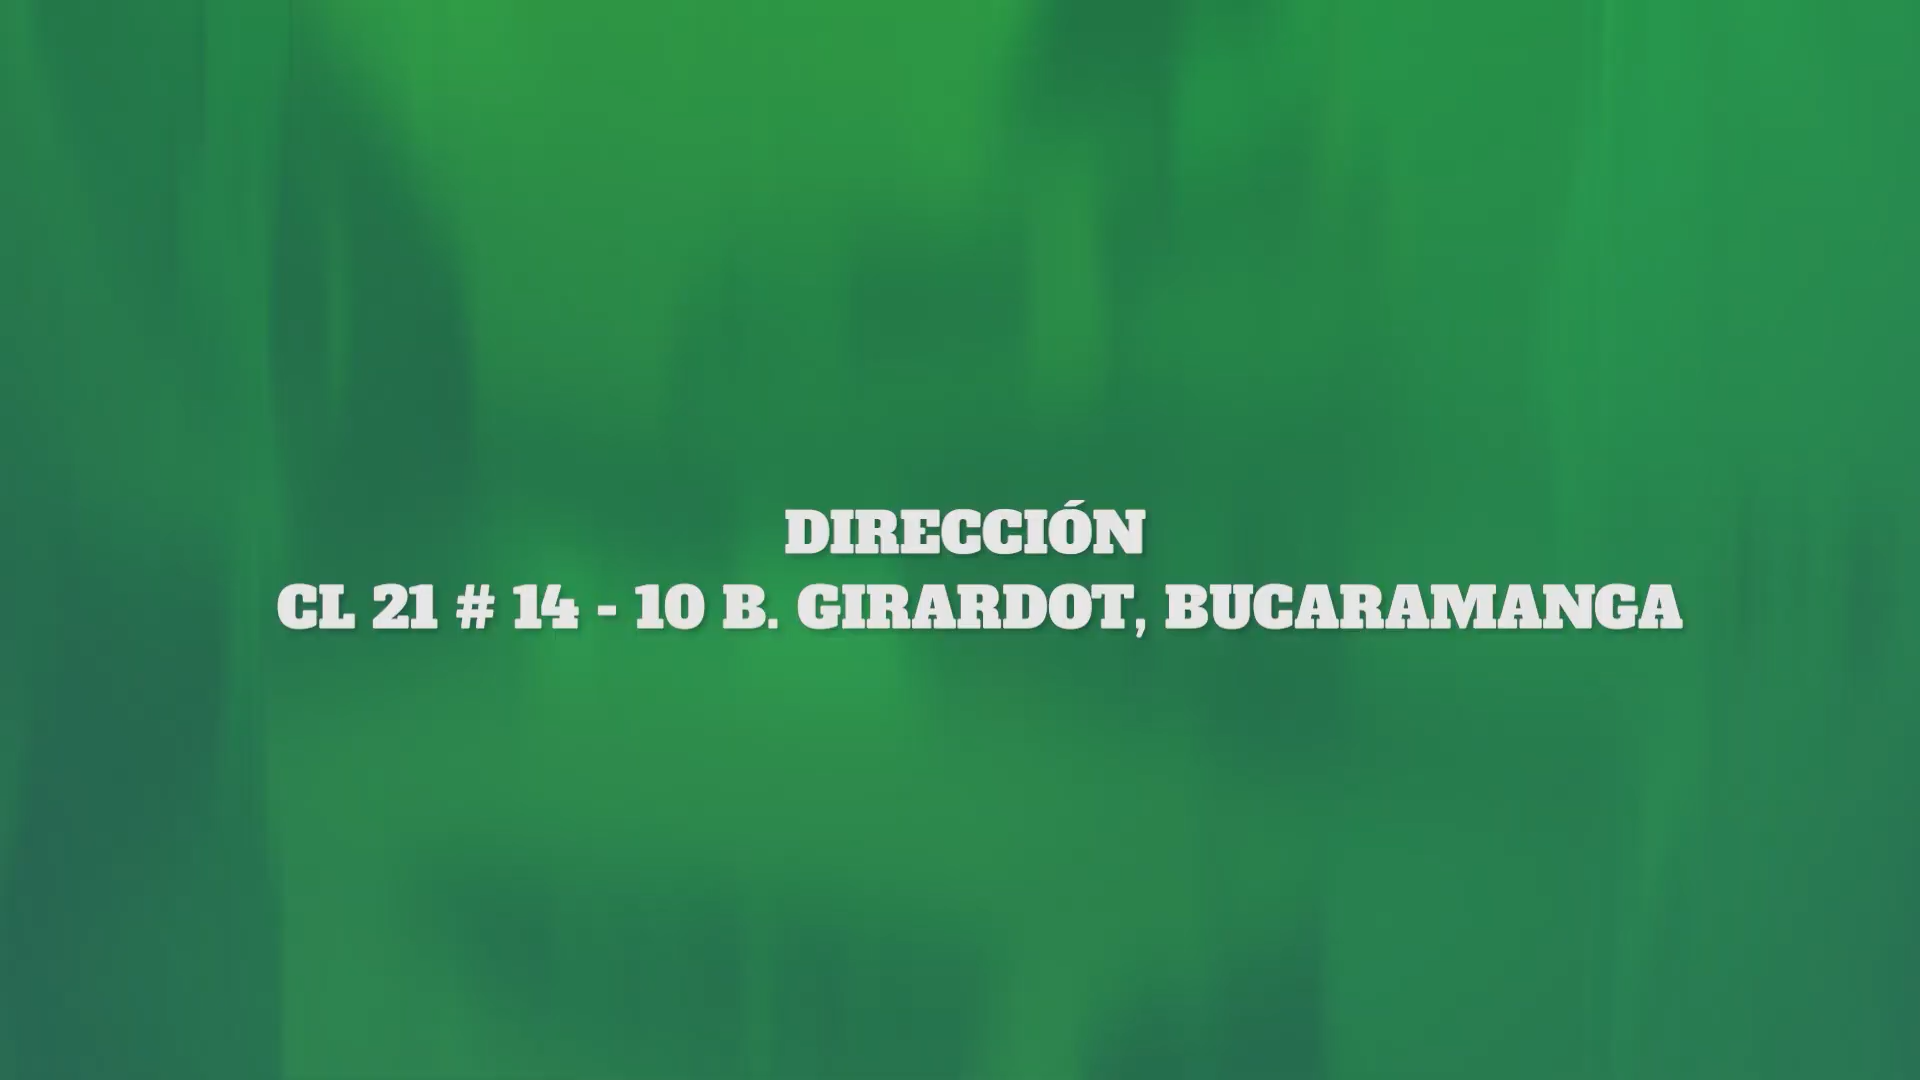 DIRECCIÓN
CL 21 # 14 - 10 B. GIRARDOT, BUCARAMANGA